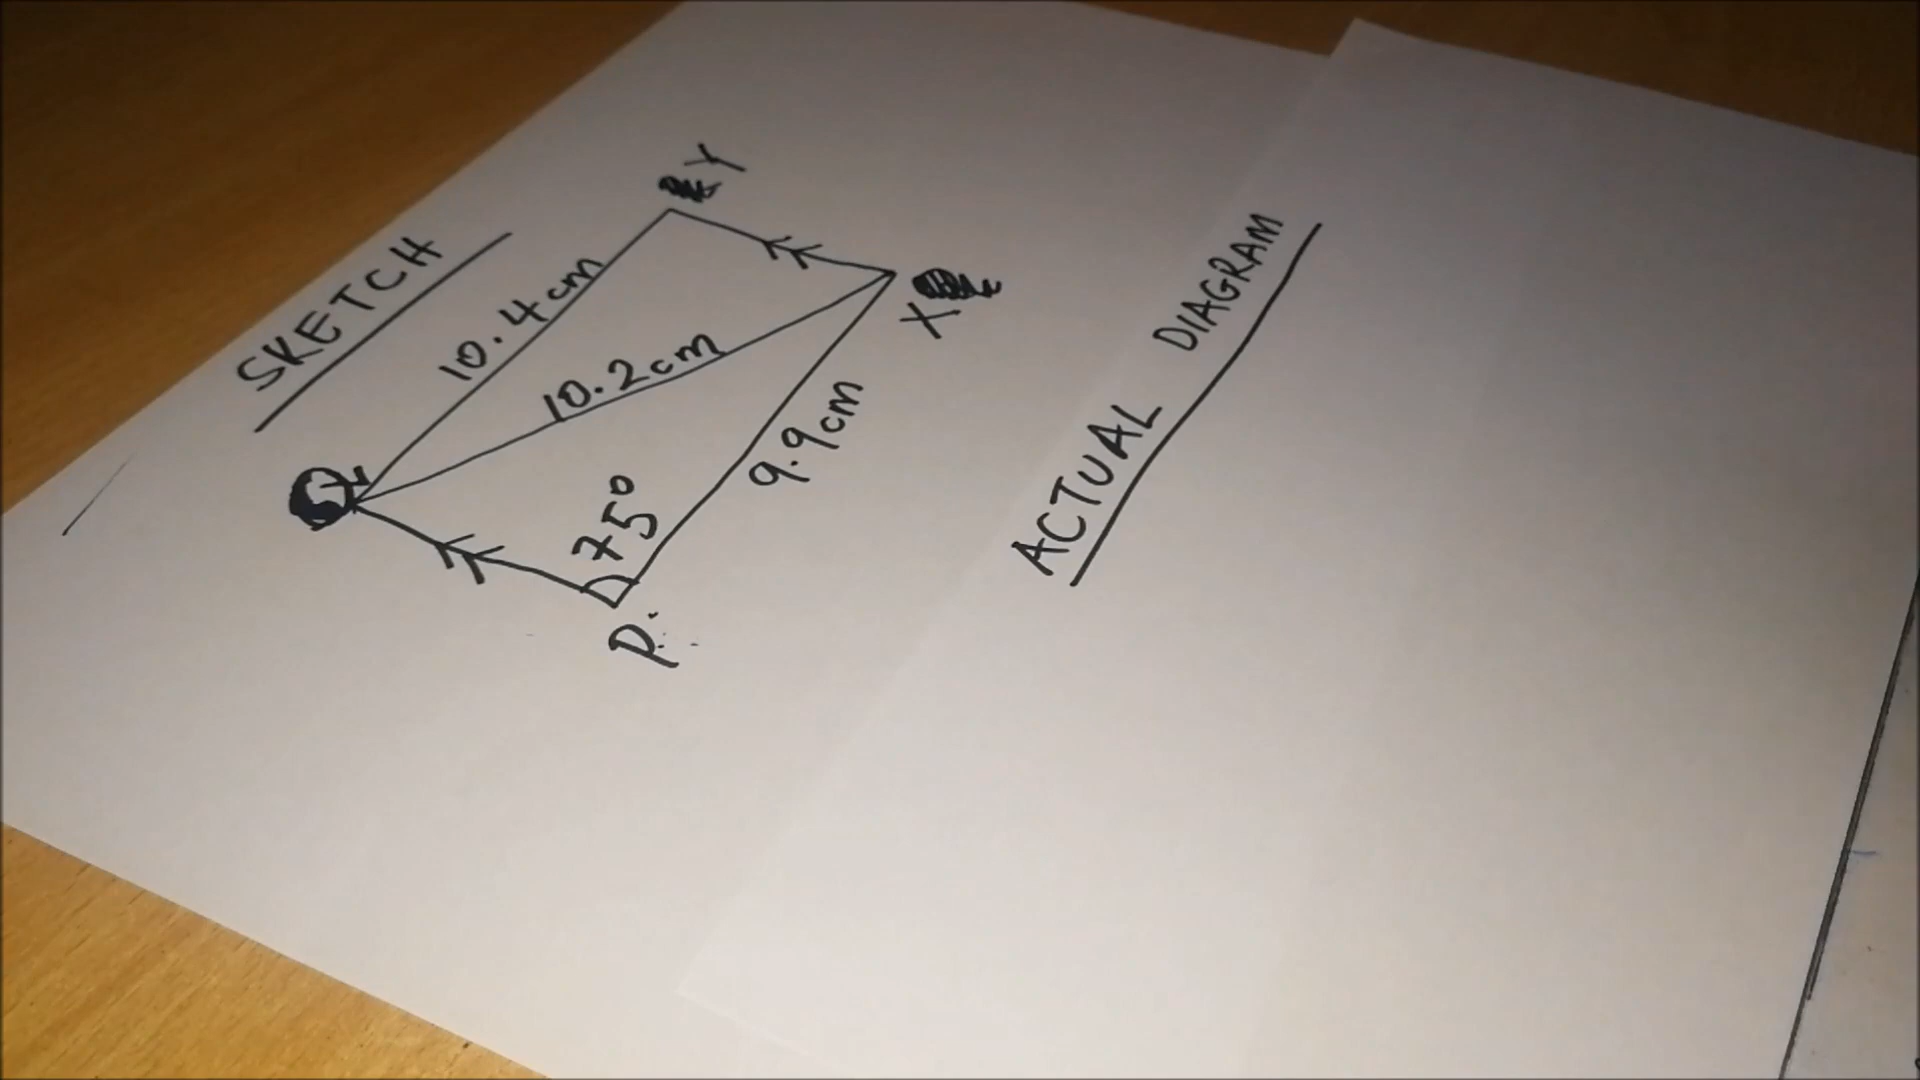 SKETCH
Y
10.4cm
X
10.2cm
9.9cm
Q
75°
P
ACTUAL DIAGRAM